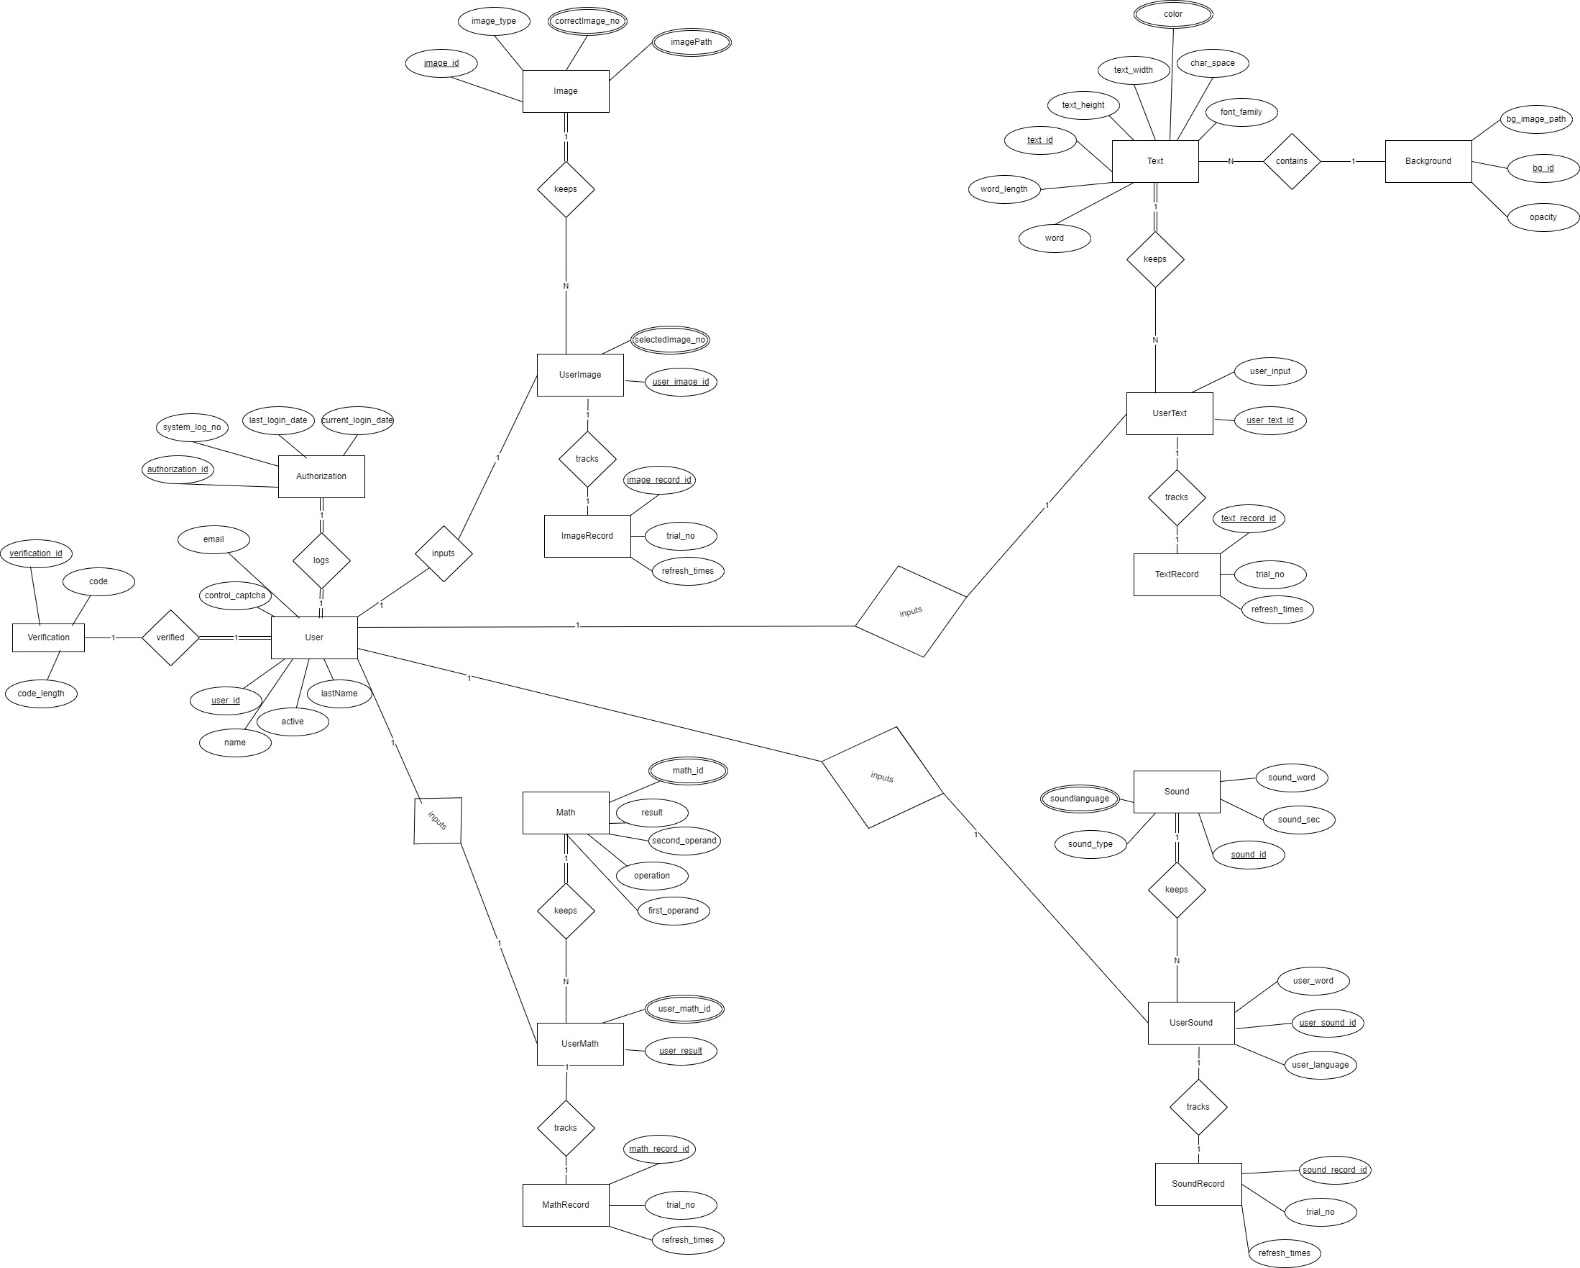 color
image_type
correctImage_no
imagePath
image_id
text_width
char_space
Image
text_height
font_family
bg_image_path
1
text_id
Text
N
contains
1
Background
bg_id
keeps
word_length
1
opacity
word
keeps
N
selectedImage_no
N
UserImage
user_image_id
user_input
UserText
user_text_id
1
last_login_date
current_login_date
system_log_no
1
tracks
1
authorization_id
Authorization
image_record_id
1
tracks
1
1
text_record_id
1
ImageRecord
trial_no
email
verification_id
inputs
1
logs
refresh_times
TextRecord
trial_no
code
control_captcha
1
1
refresh_times
inputs
Verification
1
verified
1
User
1
code_length
user_id
lastName
1
active
name
1
math_id
inputs
sound_word
Sound
soundlanguage
Math
result
inputs
sound_sec
1
second_operand
1
sound_type
1
sound_id
operation
keeps
keeps
first_operand
1
N
N
user_word
user_math_id
UserSound
user_sound_id
UserMath
user_result
1
1
user_language
tracks
tracks
math_record_id
1
1
sound_record_id
SoundRecord
MathRecord
trial_no
trial_no
refresh_times
refresh_times